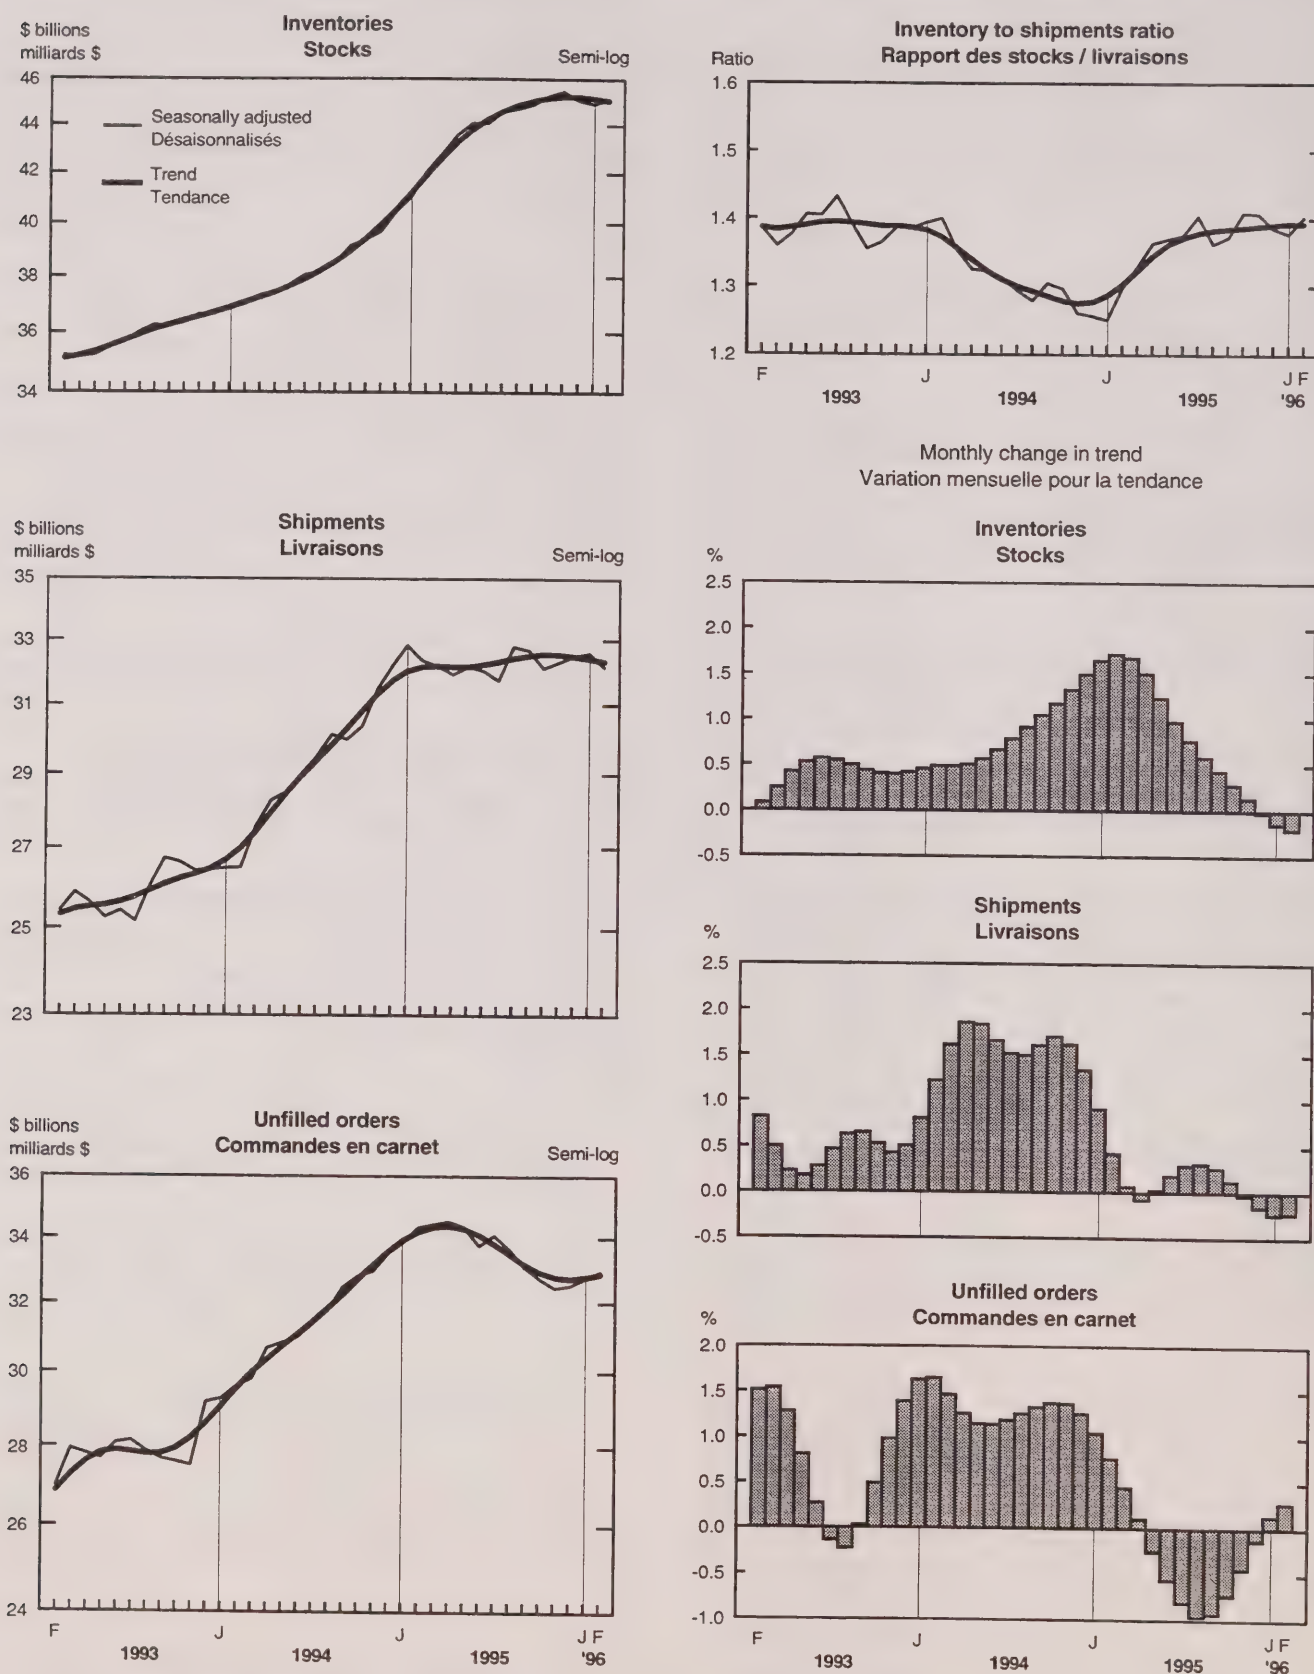 Inventories
Stocks
$ billions
milliards $
Semi-log
46
44
42
40
38
36
34
Seasonally adjusted
Désaisonnalisés
Trend
Tendance
Inventory to shipments ratio
Rapport des stocks / livraisons
Ratio
1.6
1.5
1.4
1.3
1.2
F J J J F
1993 1994 1995 '96
Shipments
Livraisons
$ billions
milliards $
Semi-log
35
33
31
29
27
25
23
Monthly change in trend
Variation mensuelle pour la tendance
Inventories
Stocks
%
2.5
2.0
1.5
1.0
0.5
0.0
-0.5
Shipments
Livraisons
%
2.5
2.0
1.5
1.0
0.5
0.0
-0.5
Unfilled orders
Commandes en carnet
$ billions
milliards $
Semi-log
36
34
32
30
28
26
24
F J J J F
1993 1994 1995 '96
Unfilled orders
Commandes en carnet
%
2.0
1.5
1.0
0.5
0.0
-0.5
-1.0
F J J J F
1993 1994 1995 '96